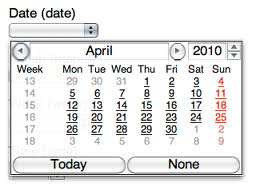 Date (date)
April 2010
Week Mon Tue Wed Thu Fri Sat Sun
13 29 30 31 1 2 3 4
14 5 6 7 8 9 10 11
15 12 13 14 15 16 17 18
16 19 20 21 22 23 24 25
17 26 27 28 29 30 1 2
18 3 4 5 6 7 8 9
Today None